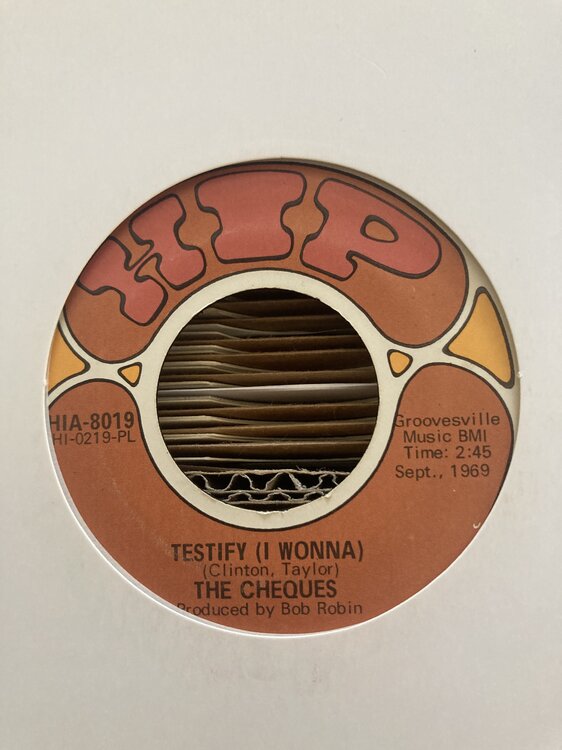 HIP
HIA-8019
HI-0219-PL
Groovesville
Music BMI
Time: 2:45
Sept., 1969
TESTIFY (I WONNA)
(Clinton, Taylor)
THE CHEQUES
Produced by Bob Robin